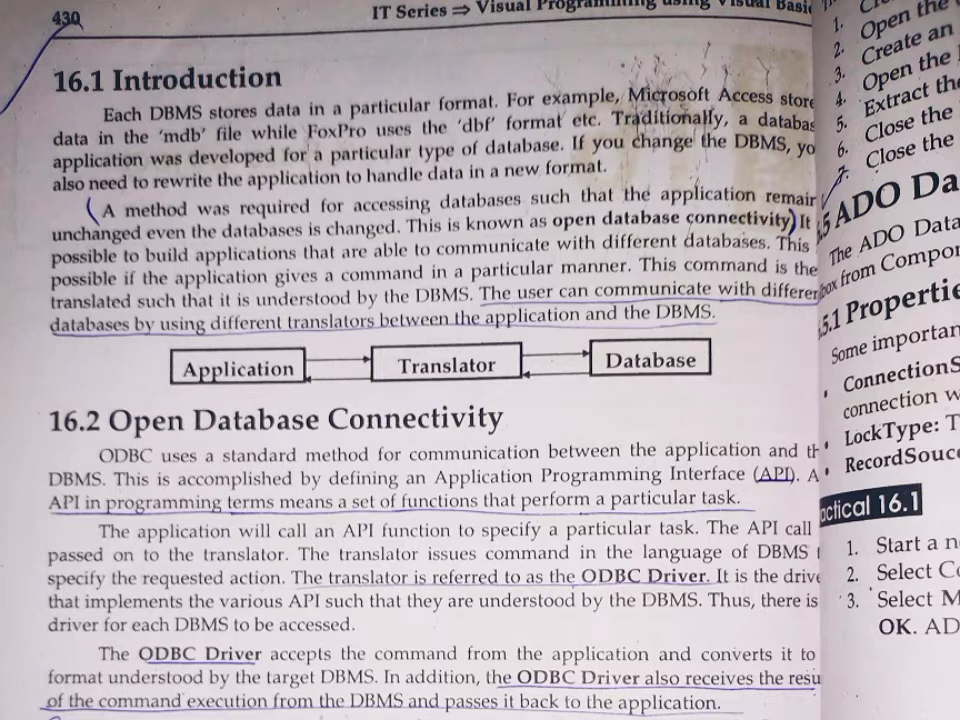 430
IT Series ⇒ Visual Programming using Visual Basic
16.1 Introduction
Each DBMS stores data in a particular format. For example, Microsoft Access store
data in the 'mdb' file while FoxPro uses the 'dbf' format etc. Traditionally, a databas
application was developed for a particular type of database. If you change the DBMS, yo
also need to rewrite the application to handle data in a new format.
A method was required for accessing databases such that the application remain
unchanged even the databases is changed. This is known as open database connectivity. It
possible to build applications that are able to communicate with different databases. This
possible if the application gives a command in a particular manner. This command is the
translated such that it is understood by the DBMS. The user can communicate with differen
databases by using different translators between the application and the DBMS.
Application
Translator
Database
16.2 Open Database Connectivity
ODBC uses a standard method for communication between the application and th
DBMS. This is accomplished by defining an Application Programming Interface (API). A
API in programming terms means a set of functions that perform a particular task.
The application will call an API function to specify a particular task. The API call
passed on to the translator. The translator issues command in the language of DBMS t
specify the requested action. The translator is referred to as the ODBC Driver. It is the drive
that implements the various API such that they are understood by the DBMS. Thus, there is
driver for each DBMS to be accessed.
The ODBC Driver accepts the command from the application and converts it to
format understood by the target DBMS. In addition, the ODBC Driver also receives the resu
of the command execution from the DBMS and passes it back to the application.
1.
2. Open the
3. Create an
4. Open the
5. Extract the
6. Close the
7. Close the
.5 ADO Da
The ADO Data
box from Compon
.5.1 Propertie
Some importan
• ConnectionS
connection w
• LockType: T
• RecordSouce
actical 16.1
1. Start a n
2. Select Co
3. Select M
OK. AD